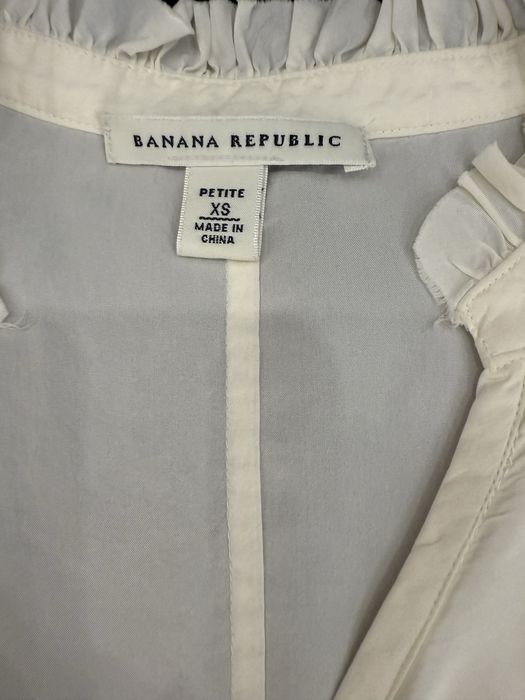 BANANA REPUBLIC
PETITE
XS
MADE IN
CHINA